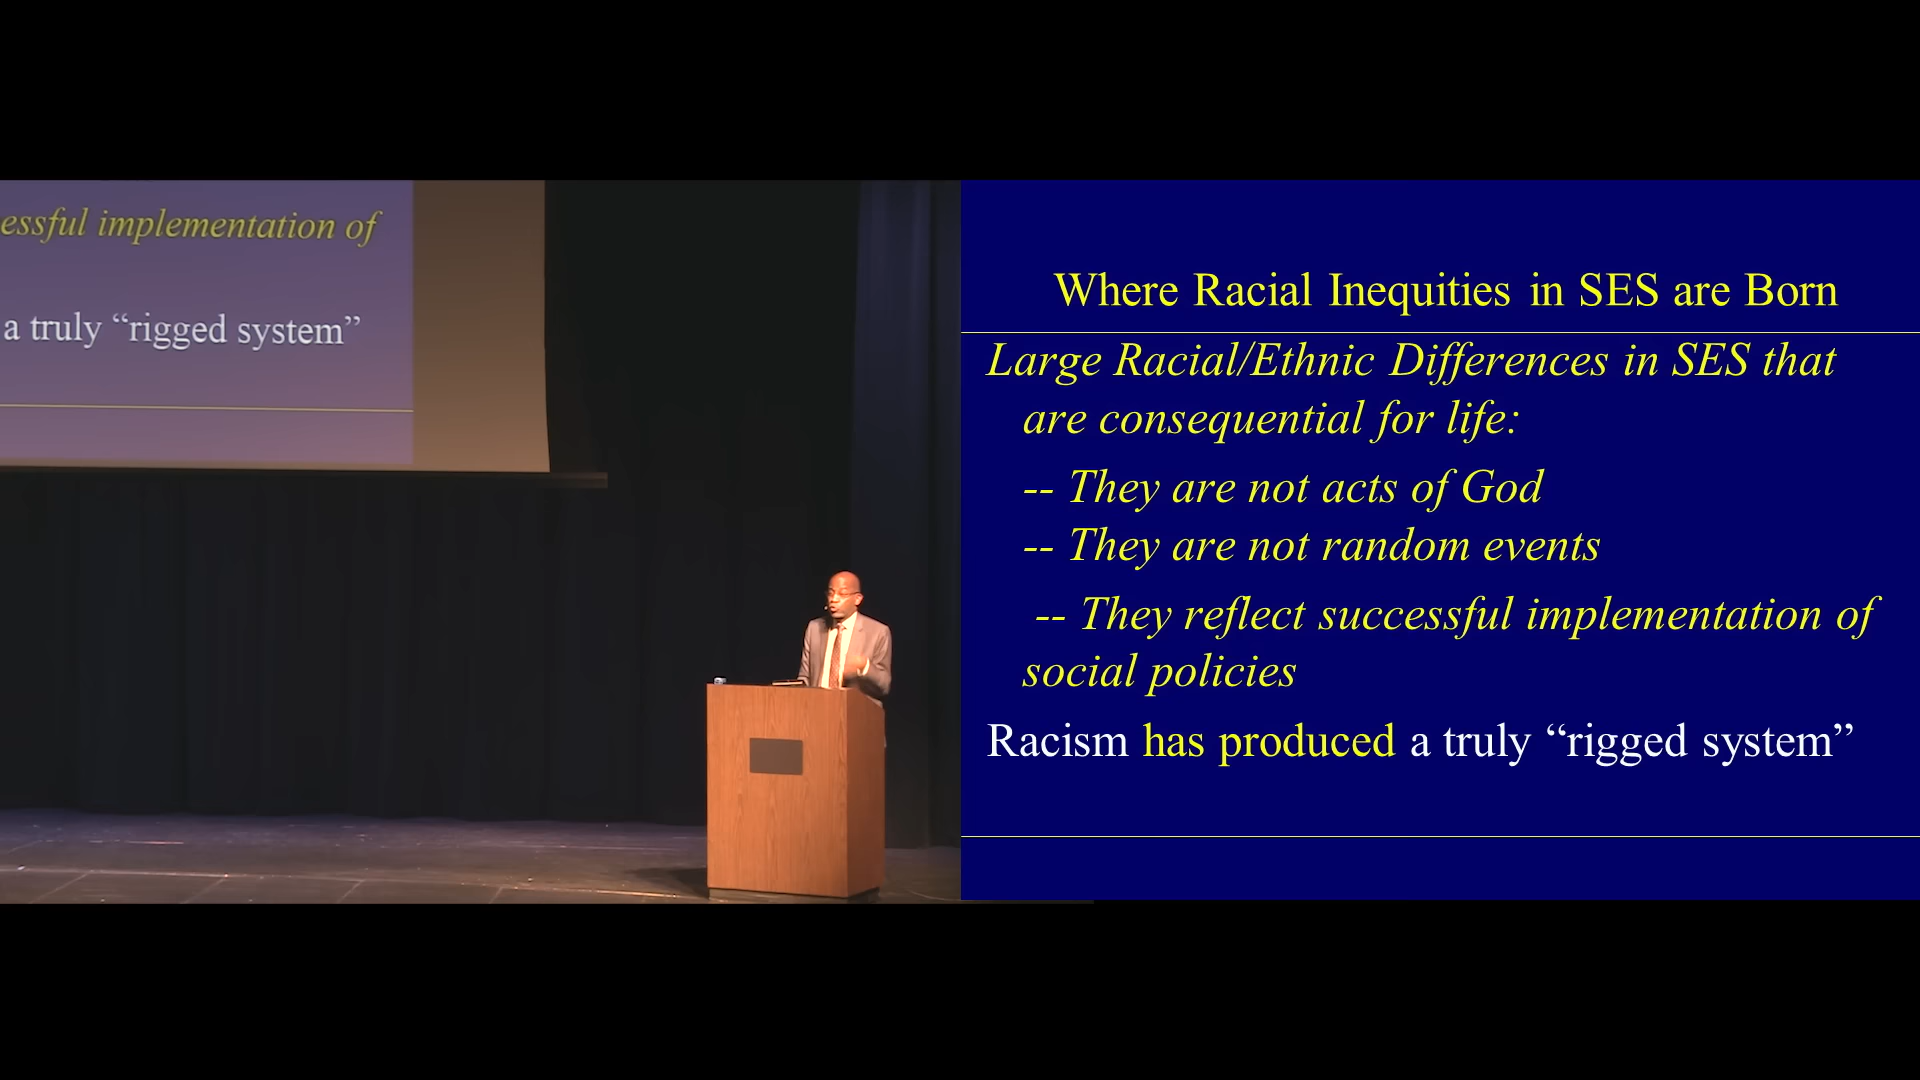 essful implementation of
a truly “rigged system”
Where Racial Inequities in SES are Born
Large Racial/Ethnic Differences in SES that
are consequential for life:
-- They are not acts of God
-- They are not random events
-- They reflect successful implementation of
social policies
Racism has produced a truly “rigged system”